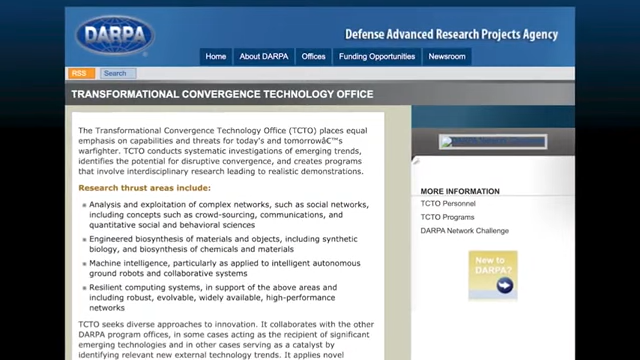 DARPA
Defense Advanced Research Projects Agency
Home About DARPA Offices Funding Opportunities Newsroom
RSS Search
TRANSFORMATIONAL CONVERGENCE TECHNOLOGY OFFICE
The Transformational Convergence Technology Office (TCTO) places equal
emphasis on capabilities and threats for today's and tomorrowâ€™s
warfighter. TCTO conducts systematic investigations of emerging trends,
identifies the potential for disruptive convergence, and creates programs
that involve interdisciplinary research leading to realistic demonstrations.
Research thrust areas include:
Analysis and exploitation of complex networks, such as social networks,
including concepts such as crowd-sourcing, communications, and
quantitative social and behavioral sciences
Engineered biosynthesis of materials and objects, including synthetic
biology, and biosynthesis of chemicals and materials
Machine intelligence, particularly as applied to intelligent autonomous
ground robots and collaborative systems
Resilient computing systems, in support of the above areas and
including robust, evolvable, widely available, high-performance
networks
TCTO seeks diverse approaches to innovation. It collaborates with the other
DARPA program offices, in some cases acting as the recipient of significant
emerging technologies and in other cases serving as a catalyst by
identifying relevant new external technology trends. It applies novel
MORE INFORMATION
TCTO Personnel
TCTO Programs
DARPA Network Challenge
New to
DARPA?